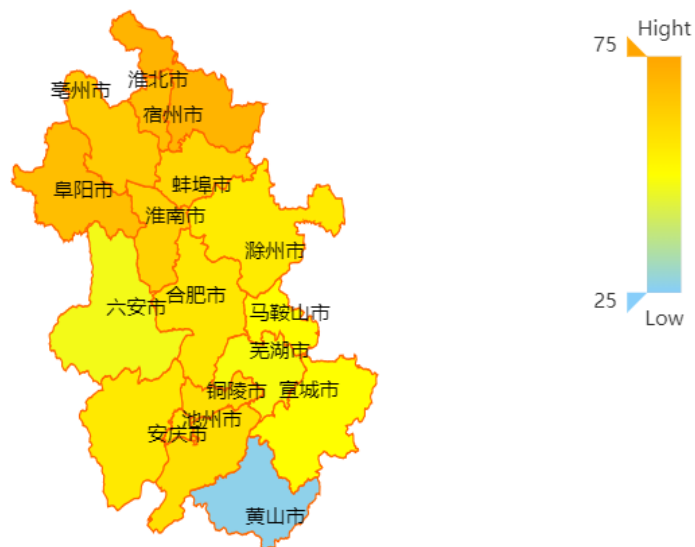 Hight
75
淮北市
亳州市
宿州市
阜阳市
蚌埠市
淮南市
滁州市
合肥市
25
六安市
马鞍山市
Low
芜湖市
铜陵市
宣城市
池州市
安庆市
黄山市